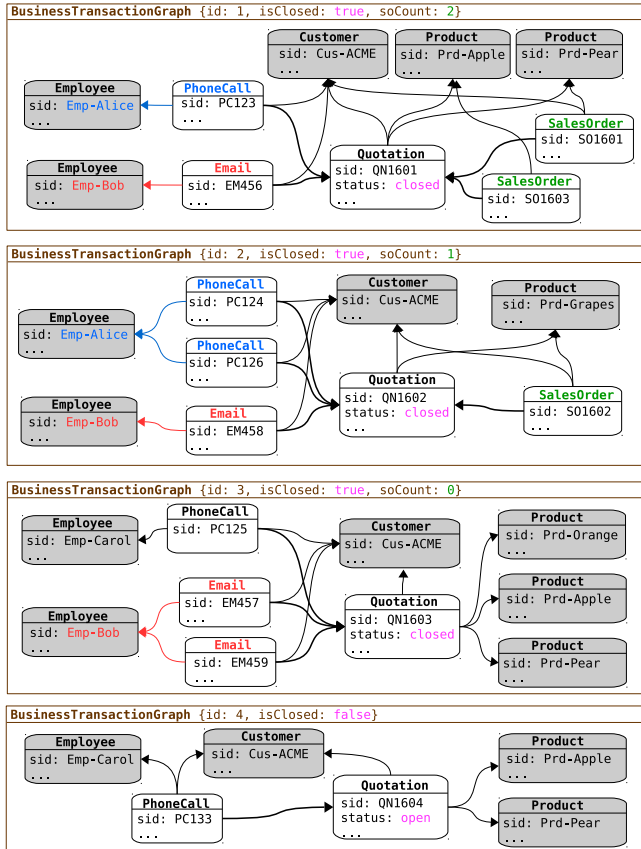 BusinessTransactionGraph {id: 1, isClosed: true, soCount: 2}
Customer
sid: Cus-ACME
...
Product
sid: Prd-Apple
...
Product
sid: Prd-Pear
...
Employee
sid: Emp-Alice
...
PhoneCall
sid: PC123
...
SalesOrder
sid: SO1601
...
Employee
sid: Emp-Bob
...
Email
sid: EM456
...
Quotation
sid: QN1601
status: closed
...
SalesOrder
sid: SO1603
...
BusinessTransactionGraph {id: 2, isClosed: true, soCount: 1}
PhoneCall
sid: PC124
...
Customer
sid: Cus-ACME
...
Product
sid: Prd-Grapes
...
Employee
sid: Emp-Alice
...
PhoneCall
sid: PC126
...
Employee
sid: Emp-Bob
...
Email
sid: EM458
...
Quotation
sid: QN1602
status: closed
...
SalesOrder
sid: SO1602
...
BusinessTransactionGraph {id: 3, isClosed: true, soCount: 0}
Employee
sid: Emp-Carol
...
PhoneCall
sid: PC125
...
Customer
sid: Cus-ACME
...
Product
sid: Prd-Orange
...
Employee
sid: Emp-Bob
...
Email
sid: EM457
...
Email
sid: EM459
...
Quotation
sid: QN1603
status: closed
...
Product
sid: Prd-Apple
...
Product
sid: Prd-Pear
...
BusinessTransactionGraph {id: 4, isClosed: false}
Employee
sid: Emp-Carol
...
Customer
sid: Cus-ACME
...
Product
sid: Prd-Apple
...
PhoneCall
sid: PC133
...
Quotation
sid: QN1604
status: open
...
Product
sid: Prd-Pear
...